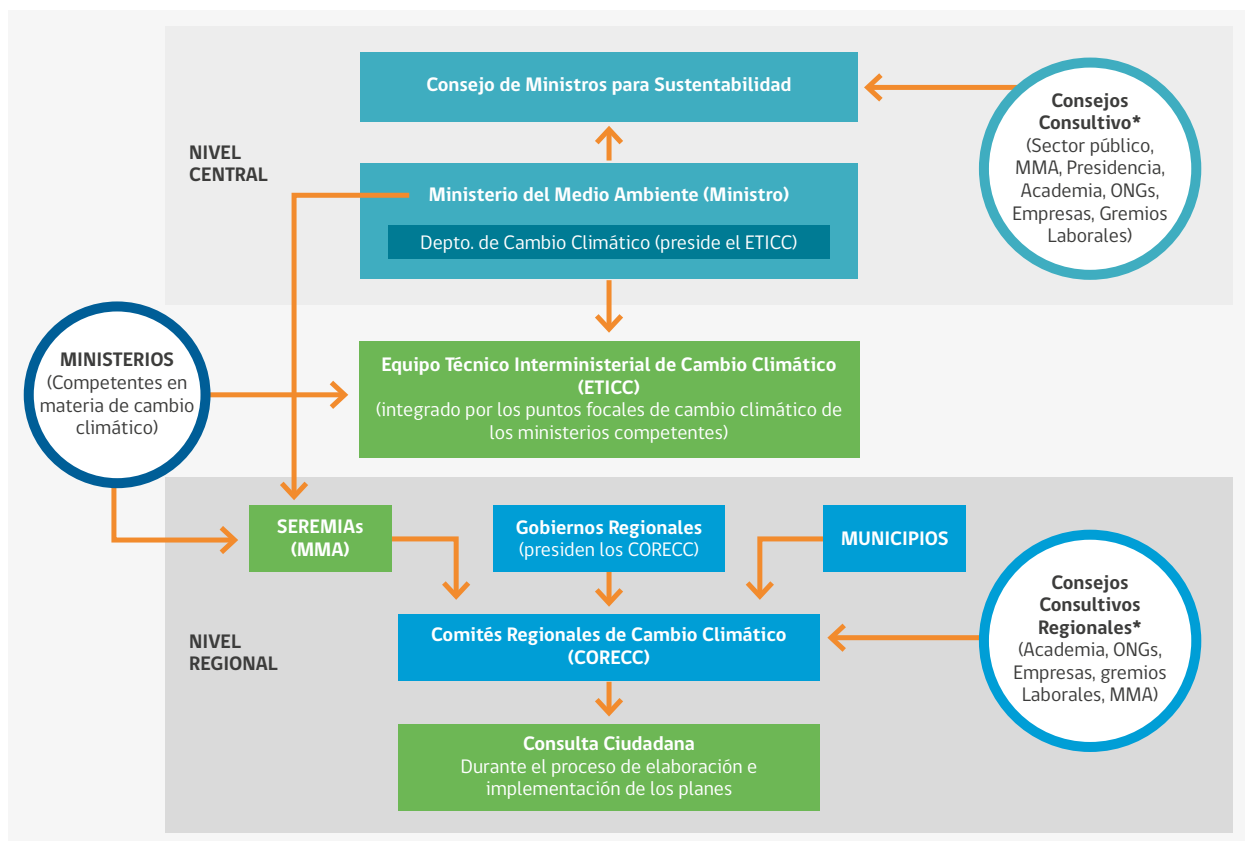 Consejo de Ministros para Sustentabilidad
Consejos
Consultivo*
(Sector público,
MMA, Presidencia,
Academia, ONGs,
Empresas, Gremios
Laborales)
NIVEL
CENTRAL
Ministerio del Medio Ambiente (Ministro)
Depto. de Cambio Climático (preside el ETICC)
MINISTERIOS
(Competentes en
materia de cambio
climático)
Equipo Técnico Interministerial de Cambio Climático
(ETICC)
(integrado por los puntos focales de cambio climático de
los ministerios competentes)
SEREMIAs
(MMA)
Gobiernos Regionales
(presiden los CORECC)
MUNICIPIOS
NIVEL
REGIONAL
Comités Regionales de Cambio Climático
(CORECC)
Consejos
Consultivos
Regionales*
(Academia, ONGs,
Empresas, gremios
Laborales, MMA)
Consulta Ciudadana
Durante el proceso de elaboración e
implementación de los planes